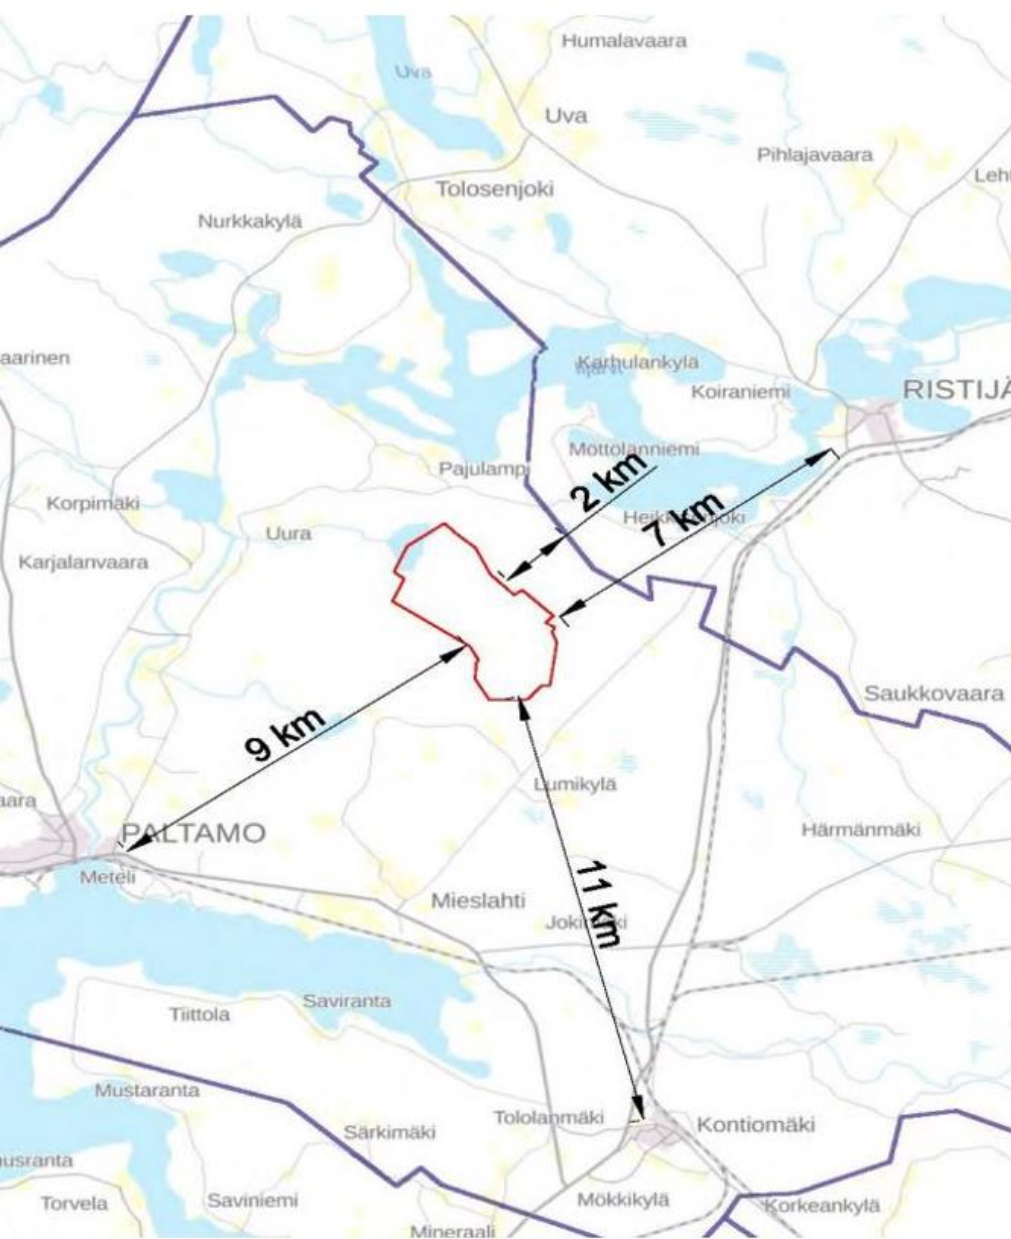 Humalavaara
Uva
Uva
Pihlajavaara
Leht
Tolosenjoki
Nurkkakylä
aarinen
Karhulankylä
Koiraniemi
RISTIJÄ
Mottolanniemi
Pajulampi
2 km
Korpimäki
7 km
Uura
Karjalanvaara
Saukkovaara
9 km
Lumikylä
aara
PALTAMO
Härmänmäki
Meteli
11 km
Mieslahti
Saviranta
Tiittola
Mustaranta
Tololanmäki
Kontiomäki
Särkimäki
usranta
Torvela
Saviniemi
Mökkikylä
Korkeankylä
Mineraali